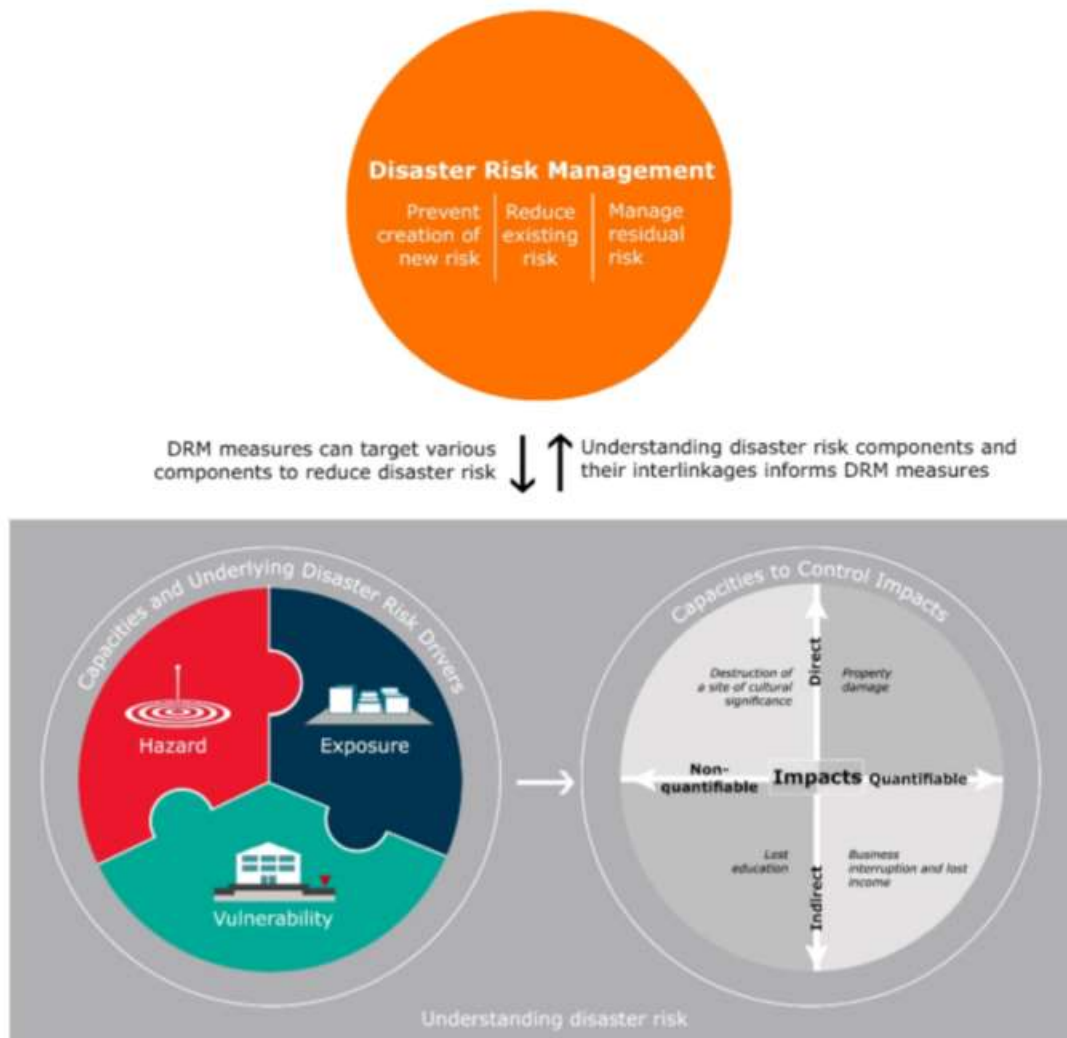 Disaster Risk Management
Prevent
creation of
new risk
Reduce
existing
risk
Manage
residual
risk
DRM measures can target various
components to reduce disaster risk
Understanding disaster risk components and
their interlinkages informs DRM measures
Capacities and Underlying Disaster Risk Drivers
Hazard
Exposure
Vulnerability
Capacities to Control Impacts
Direct
Destruction of
a site of cultural
significance
Property
damage
Non-
quantifiable
Impacts
Quantifiable
Lost
education
Business
interruption and lost
income
Indirect
Understanding disaster risk